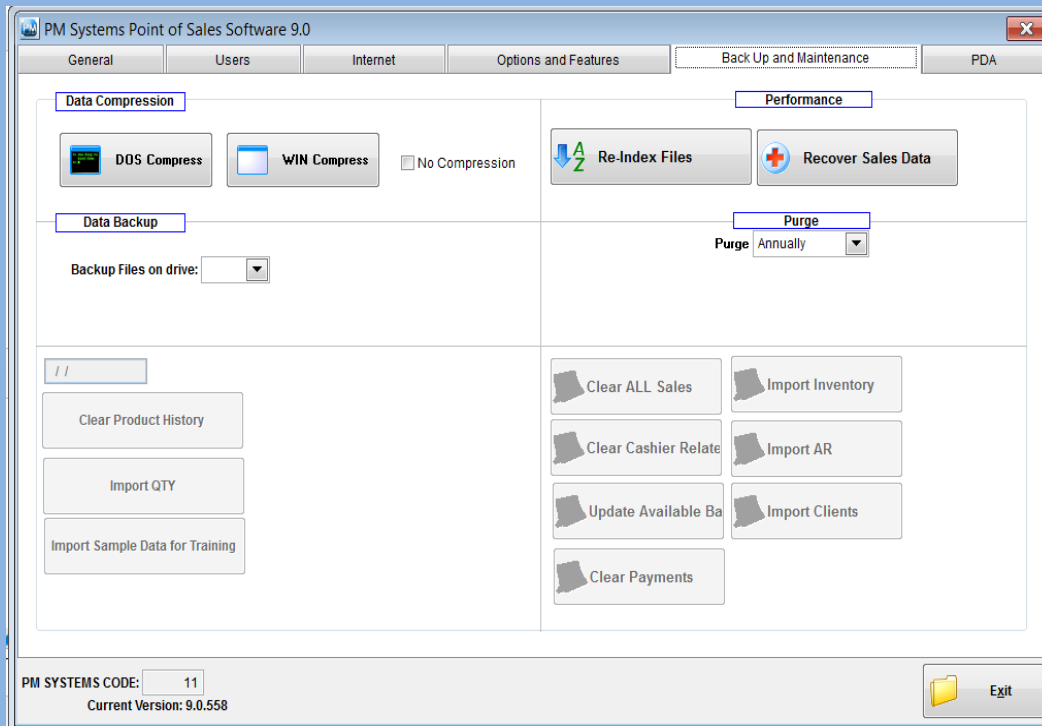 PM Systems Point of Sales Software 9.0
General
Users
Internet
Options and Features
Back Up and Maintenance
PDA
Data Compression
DOS Compress
WIN Compress
No Compression
Performance
Re-Index Files
Recover Sales Data
Data Backup
Backup Files on drive:
Purge
Purge Annually
/ /
Clear Product History
Import QTY
Import Sample Data for Training
Clear ALL Sales
Import Inventory
Clear Cashier Relate
Import AR
Update Available Ba
Import Clients
Clear Payments
PM SYSTEMS CODE: 11
Current Version: 9.0.558
Exit